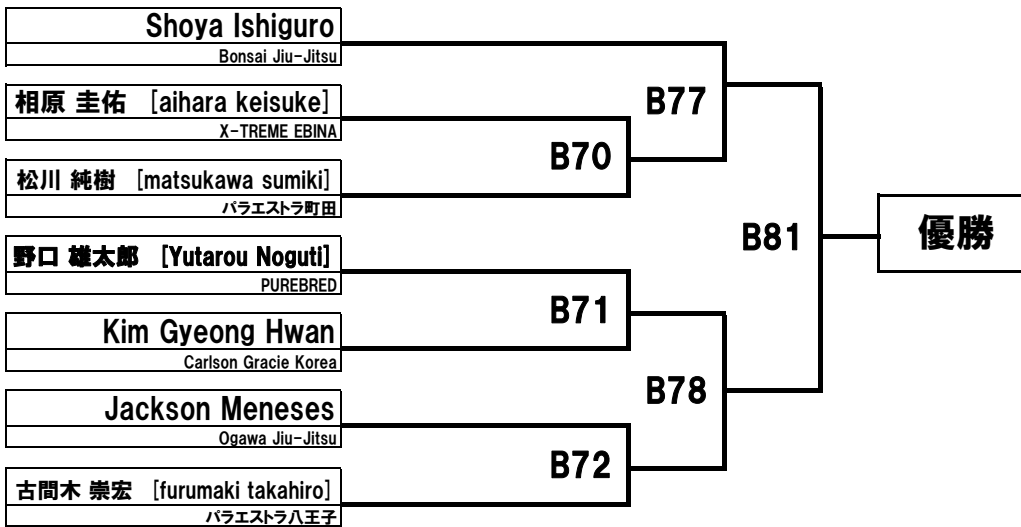 Shoya Ishiguro
Bonsai Jiu-Jitsu
相原 圭佑 [aihara keisuke]
X-TREME EBINA
松川 純樹 [matsukawa sumiki]
パラエストラ町田
野口 雄太郎 [Yutarou Noguti]
PUREBRED
Kim Gyeong Hwan
Carlson Gracie Korea
Jackson Meneses
Ogawa Jiu-Jitsu
古間木 崇宏 [furumaki takahiro]
パラエストラ八王子
B70
B71
B72
B77
B78
B81
優勝